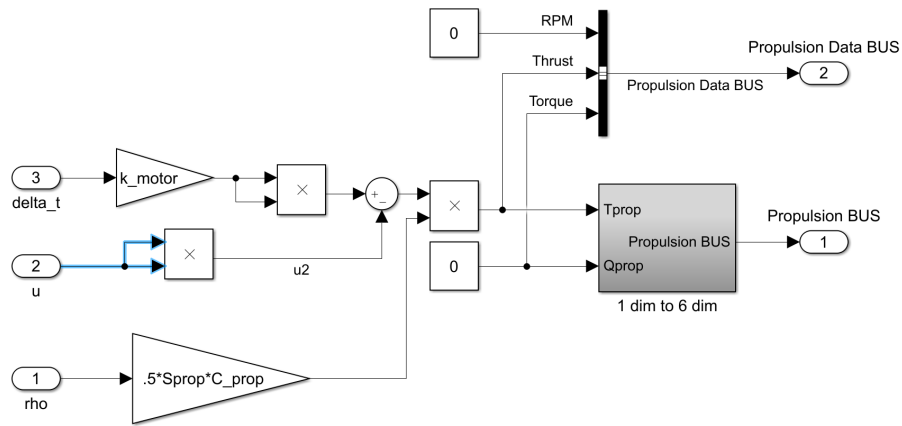 RPM
0
Propulsion Data BUS
Thrust
2
Propulsion Data BUS
Torque
3
k_motor
×
+
−
×
delta_t
Tprop
Propulsion BUS
Propulsion BUS
1
×
2
u2
0
Qprop
u
1 dim to 6 dim
1
.5*Sprop*C_prop
rho